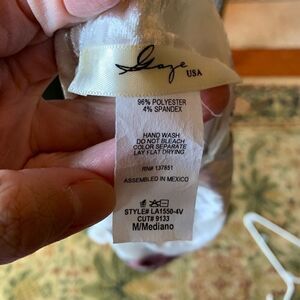 Gaze
USA
96% POLYESTER
4% SPANDEX
HAND WASH
DO NOT BLEACH
COLOR SEPARATE
LAY FLAT DRYING
RN# 137851
ASSEMBLED IN MEXICO
STYLE# LA1550-4V
CUT# 9133
M/Mediano